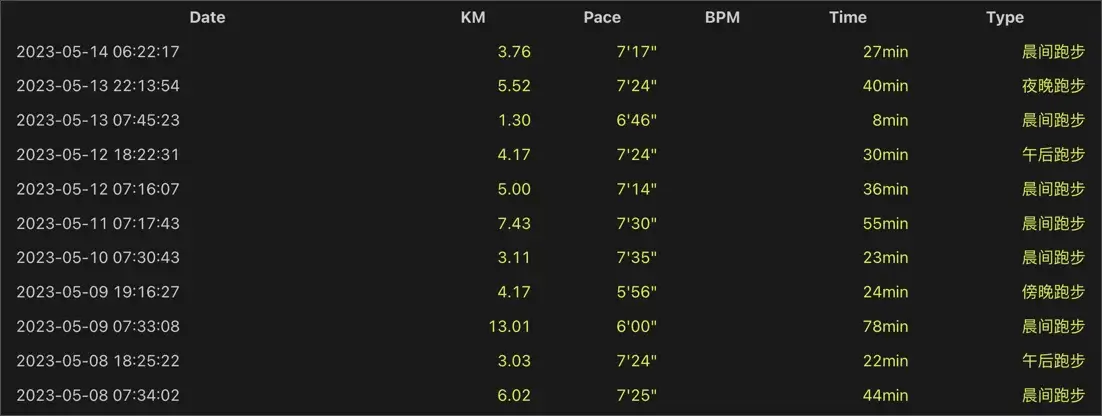 Date KM Pace BPM Time Type
2023-05-14 06:22:17 3.76 7'17" 27min 晨间跑步
2023-05-13 22:13:54 5.52 7'24" 40min 夜晚跑步
2023-05-13 07:45:23 1.30 6'46" 8min 晨间跑步
2023-05-12 18:22:31 4.17 7'24" 30min 午后跑步
2023-05-12 07:16:07 5.00 7'14" 36min 晨间跑步
2023-05-11 07:17:43 7.43 7'30" 55min 晨间跑步
2023-05-10 07:30:43 3.11 7'35" 23min 晨间跑步
2023-05-09 19:16:27 4.17 5'56" 24min 傍晚跑步
2023-05-09 07:33:08 13.01 6'00" 78min 晨间跑步
2023-05-08 18:25:22 3.03 7'24" 22min 午后跑步
2023-05-08 07:34:02 6.02 7'25" 44min 晨间跑步